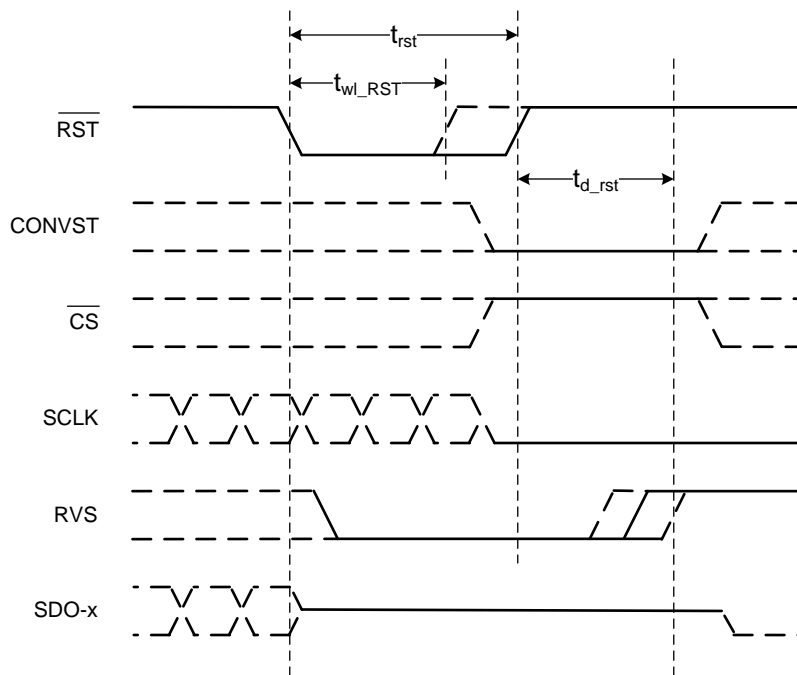 t_rst
t_wl_RST
RST
t_d_rst
CONVST
CS
SCLK
RVS
SDO-x